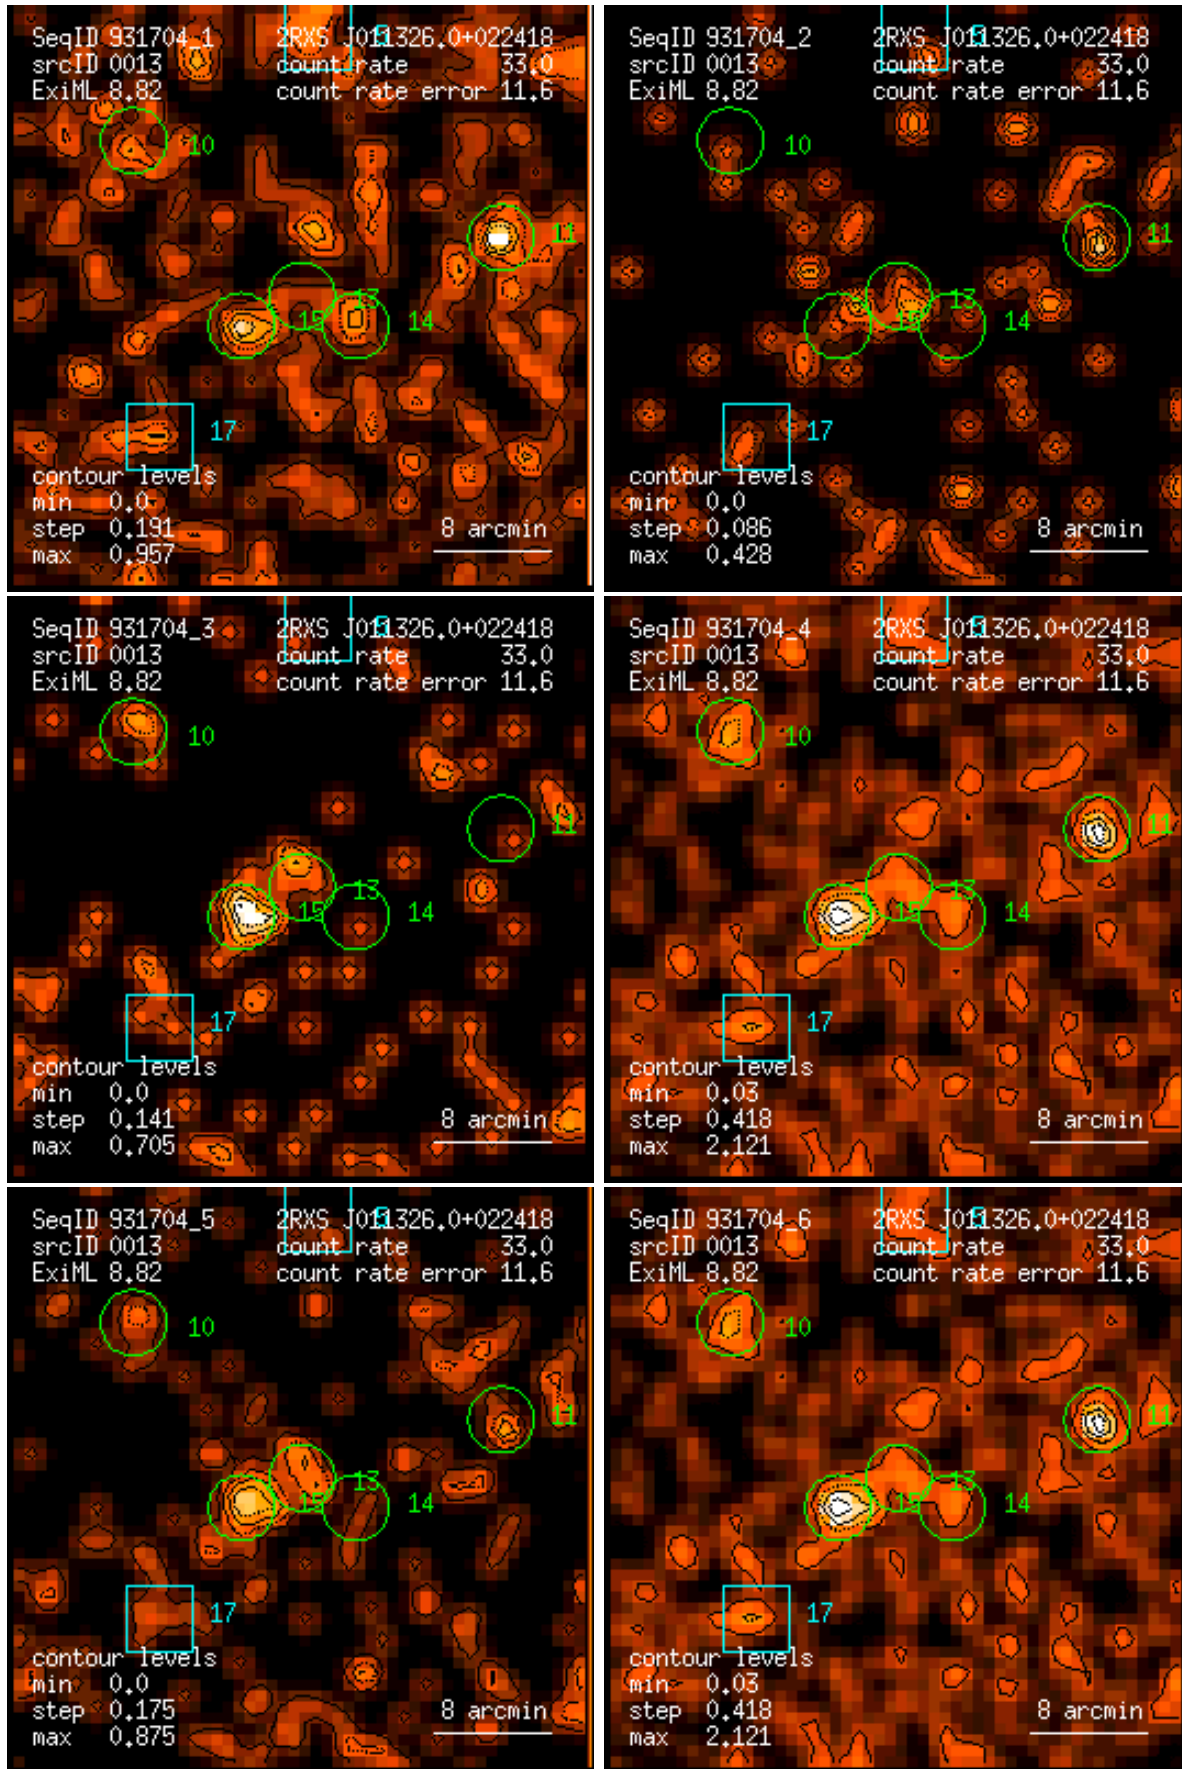 SeqID 931704_1 2RXS J011326.0+022418
srcID 0013 count rate 33.0
ExiML 8.82 count rate error 11.6
5
10
11
13
15 14
17
contour levels
min 0.0
step 0.191 8 arcmin
max 0.957
SeqID 931704_2 2RXS J011326.0+022418
srcID 0013 count rate 33.0
ExiML 8.82 count rate error 11.6
5
10
11
13
15 14
17
contour levels
min 0.0
step 0.086 8 arcmin
max 0.428
SeqID 931704_3 2RXS J011326.0+022418
srcID 0013 count rate 33.0
ExiML 8.82 count rate error 11.6
5
10
11
13
15 14
17
contour levels
min 0.0
step 0.141 8 arcmin
max 0.705
SeqID 931704_4 2RXS J011326.0+022418
srcID 0013 count rate 33.0
ExiML 8.82 count rate error 11.6
5
10
11
13
15 14
17
contour levels
min 0.03
step 0.418 8 arcmin
max 2.121
SeqID 931704_5 2RXS J011326.0+022418
srcID 0013 count rate 33.0
ExiML 8.82 count rate error 11.6
5
10
11
13
15 14
17
contour levels
min 0.0
step 0.175 8 arcmin
max 0.875
SeqID 931704_6 2RXS J011326.0+022418
srcID 0013 count rate 33.0
ExiML 8.82 count rate error 11.6
5
10
11
13
15 14
17
contour levels
min 0.03
step 0.418 8 arcmin
max 2.121